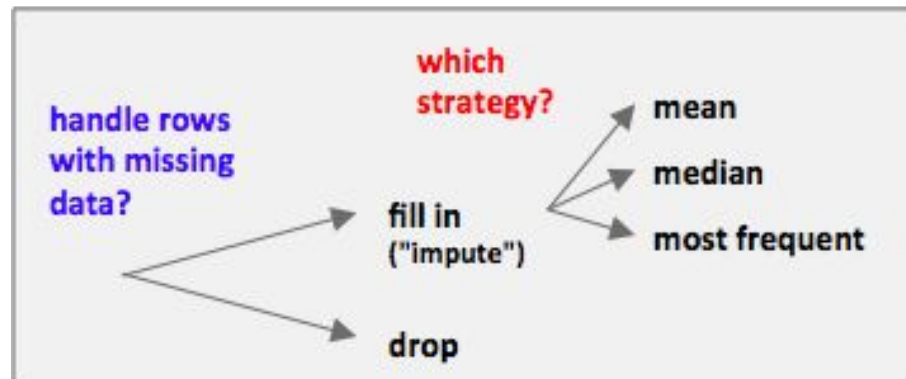 handle rows
with missing
data?
which
strategy?
fill in
("impute")
drop
mean
median
most frequent